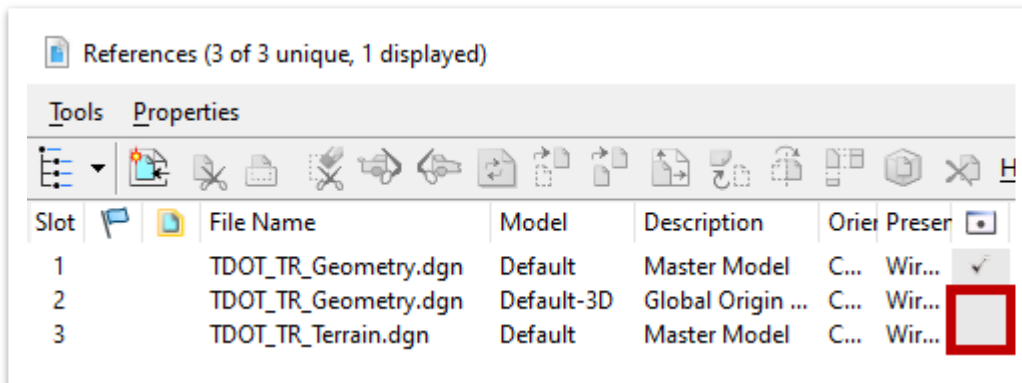 References (3 of 3 unique, 1 displayed)
Tools Properties
H
Slot File Name Model Description Orier Preser
1 TDOT_TR_Geometry.dgn Default Master Model C... Wir...
2 TDOT_TR_Geometry.dgn Default-3D Global Origin ... C... Wir...
3 TDOT_TR_Terrain.dgn Default Master Model C... Wir...